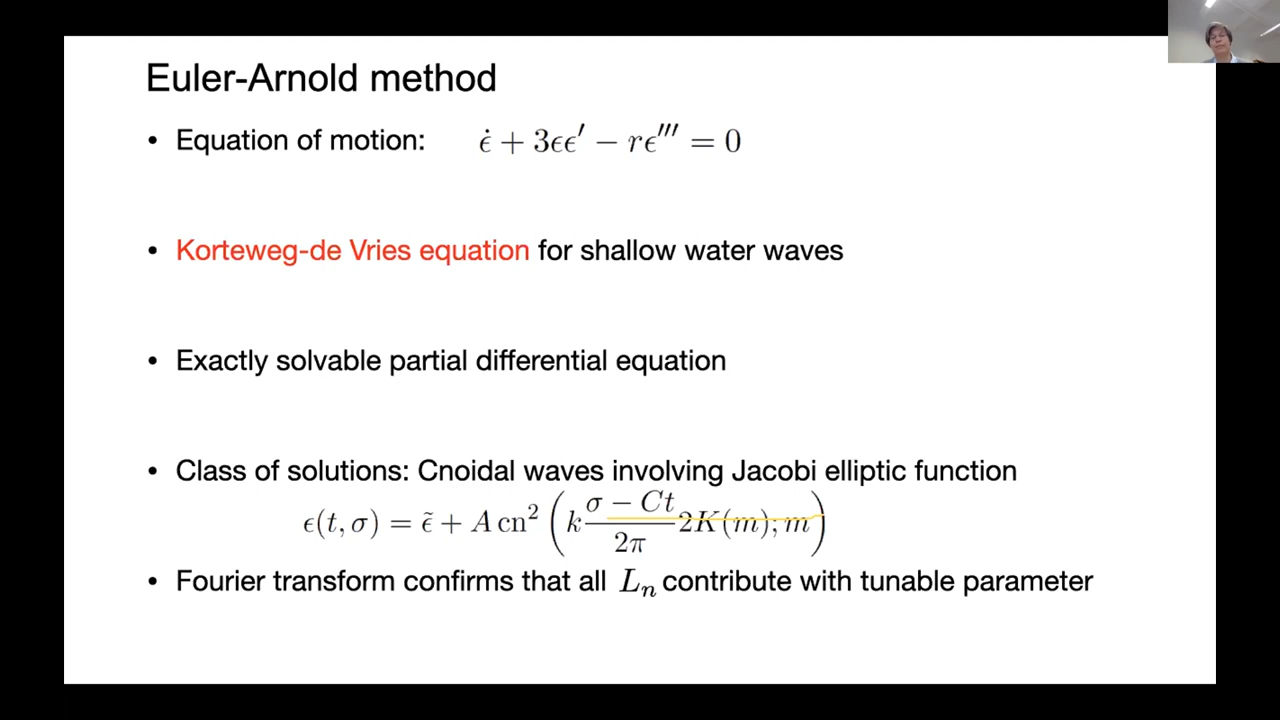 Euler-Arnold method
• Equation of motion: ϵ̇ + 3ϵϵ′ − rϵ′′′ = 0
• Korteweg-de Vries equation for shallow water waves
• Exactly solvable partial differential equation
• Class of solutions: Cnoidal waves involving Jacobi elliptic function
ϵ(t, σ) = ϵ̃ + A cn² (k (σ − Ct)/(2π) 2K(m); m)
• Fourier transform confirms that all Lₙ contribute with tunable parameter